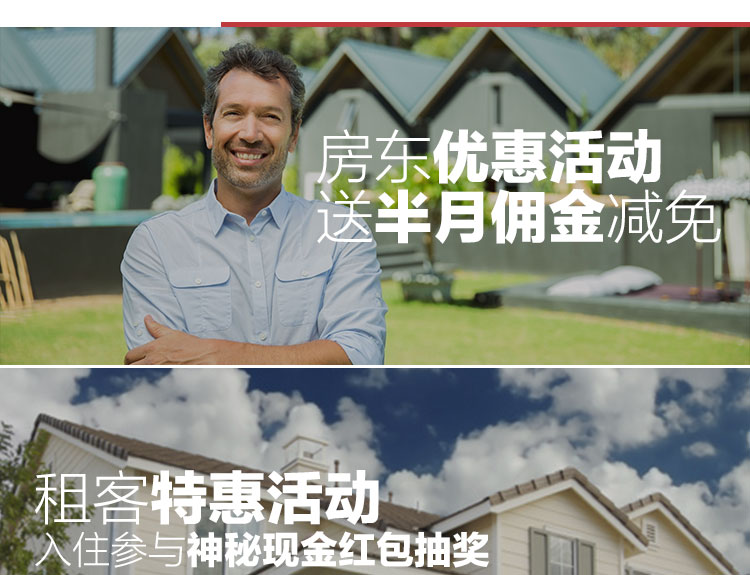 房东优惠活动
送半月佣金减免
租客特惠活动
入住参与神秘现金红包抽奖